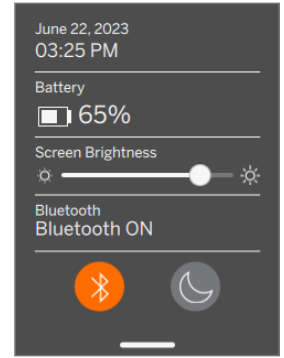 June 22, 2023
03:25 PM
Battery
65%
Screen Brightness
Bluetooth
Bluetooth ON